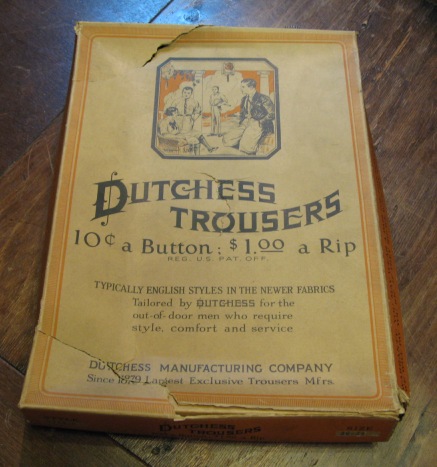 DUTCHESS
TROUSERS
10¢ a Button; $1.00 a Rip
REG. U.S. PAT. OFF.
TYPICALLY ENGLISH STYLES IN THE NEWER FABRICS
Tailored by DUTCHESS for the
out-of-door men who require
style, comfort and service
DUTCHESS MANUFACTURING COMPANY
Since 1879 Largest Exclusive Trousers Mfrs.
DUTCHESS
TROUSERS
SIZE